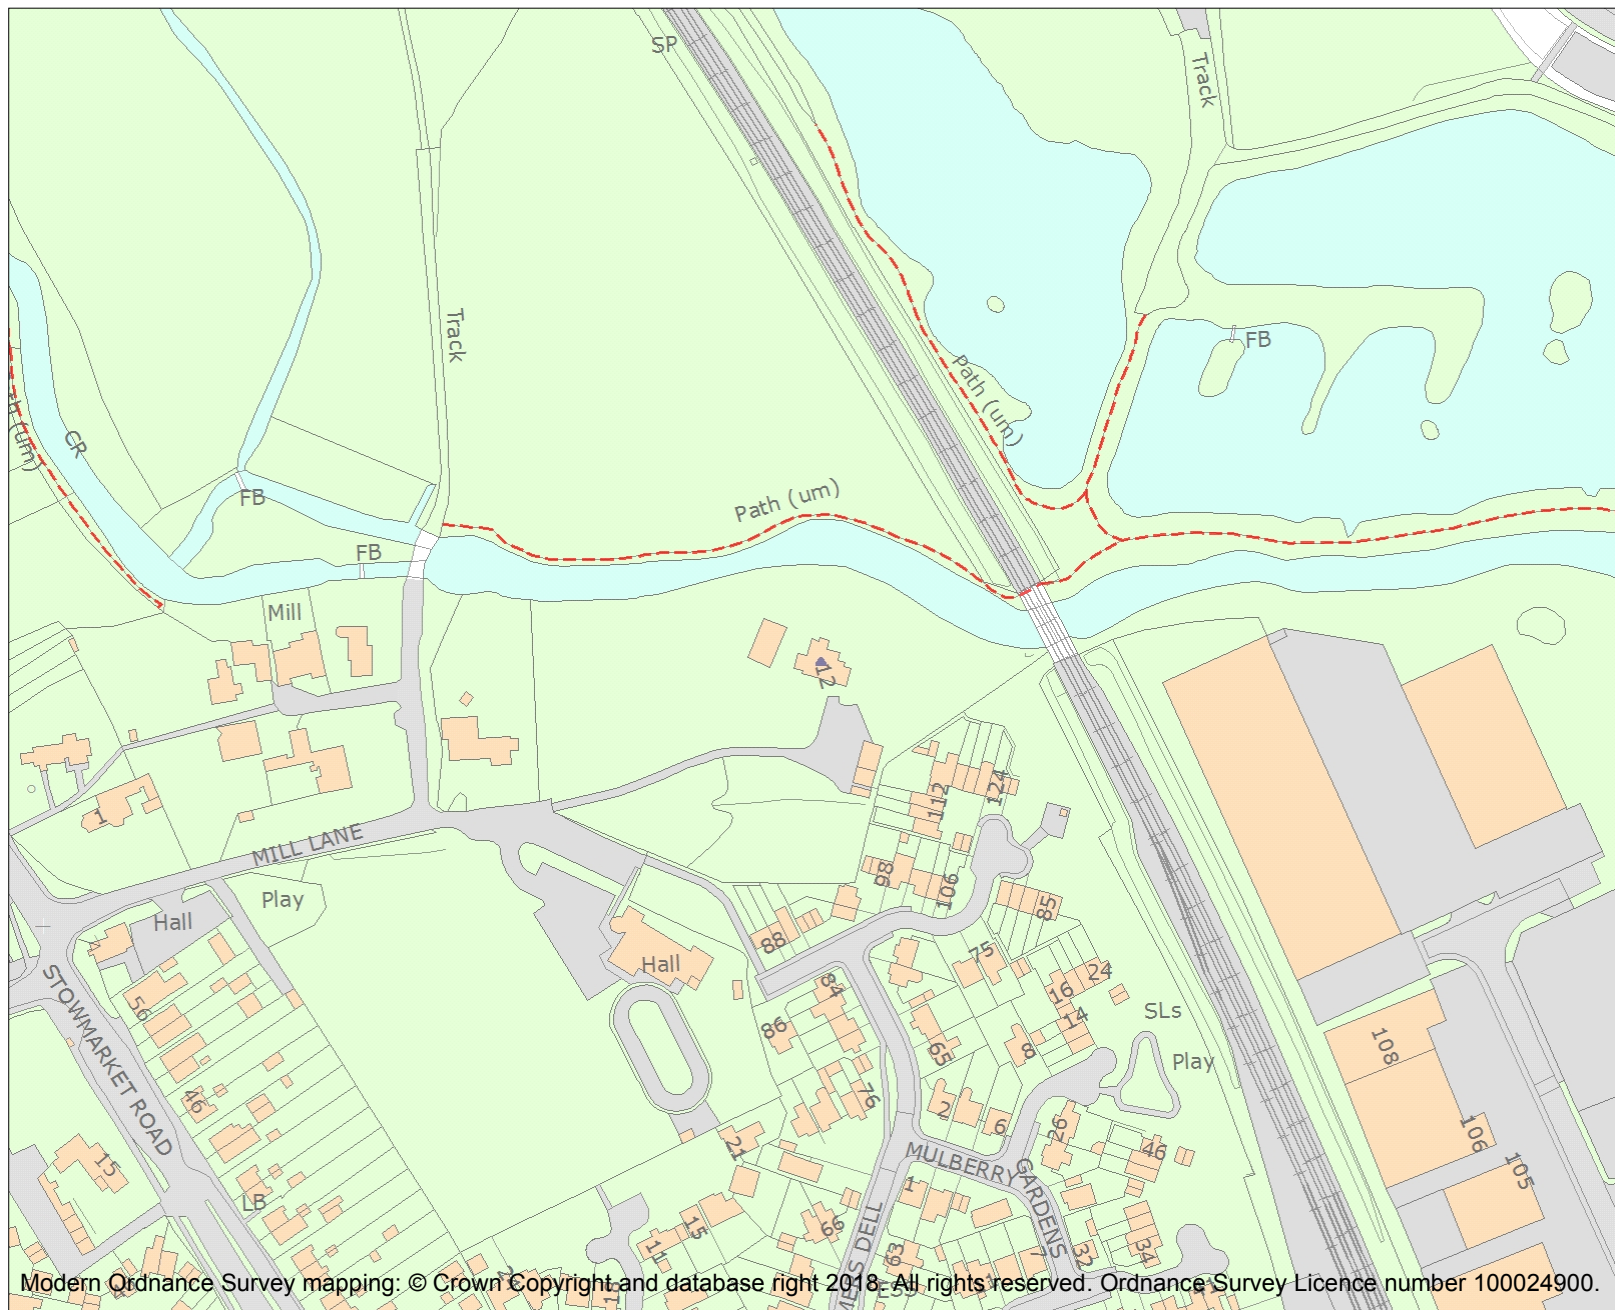 SP
Track
Track
FB
Path (um)
CR
FB
Path (um)
FB
Mill
12
112
124
1
MILL LANE
98
106
Play
85
Hall
88
75
Hall
24
84
16
56
14
SLs
86
65
8
Play
108
STOWMARKET ROAD
46
76
2
6
26
106
15
21
46
MULBERRY GARDENS
105
1
LB
15
66
11
63
7
32
34
DELL
Modern Ordnance Survey mapping: © Crown Copyright and database right 2018. All rights reserved. Ordnance Survey Licence number 100024900.